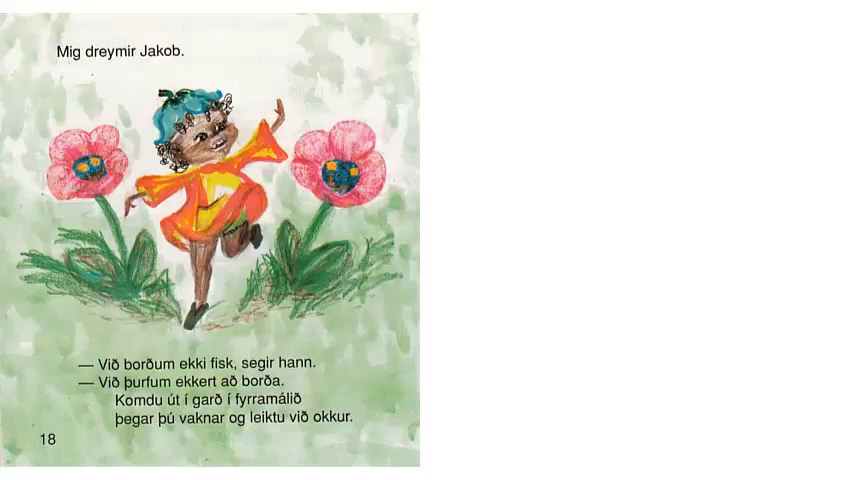 Mig dreymir Jakob.
— Við borðum ekki fisk, segir hann.
— Við þurfum ekkert að borða.
Komdu út í garð í fyrramálið
þegar þú vaknar og leiktu við okkur.
18